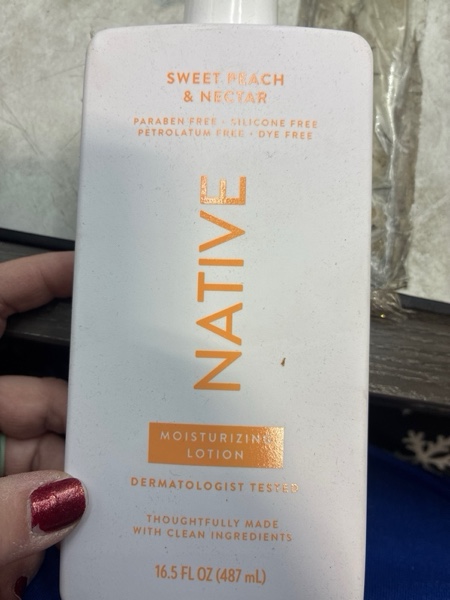 SWEET PEACH
& NECTAR
PARABEN FREE • SILICONE FREE
PETROLATUM FREE • DYE FREE
NATIVE
MOISTURIZING
LOTION
DERMATOLOGIST TESTED
THOUGHTFULLY MADE
WITH CLEAN INGREDIENTS
16.5 FL OZ (487 mL)